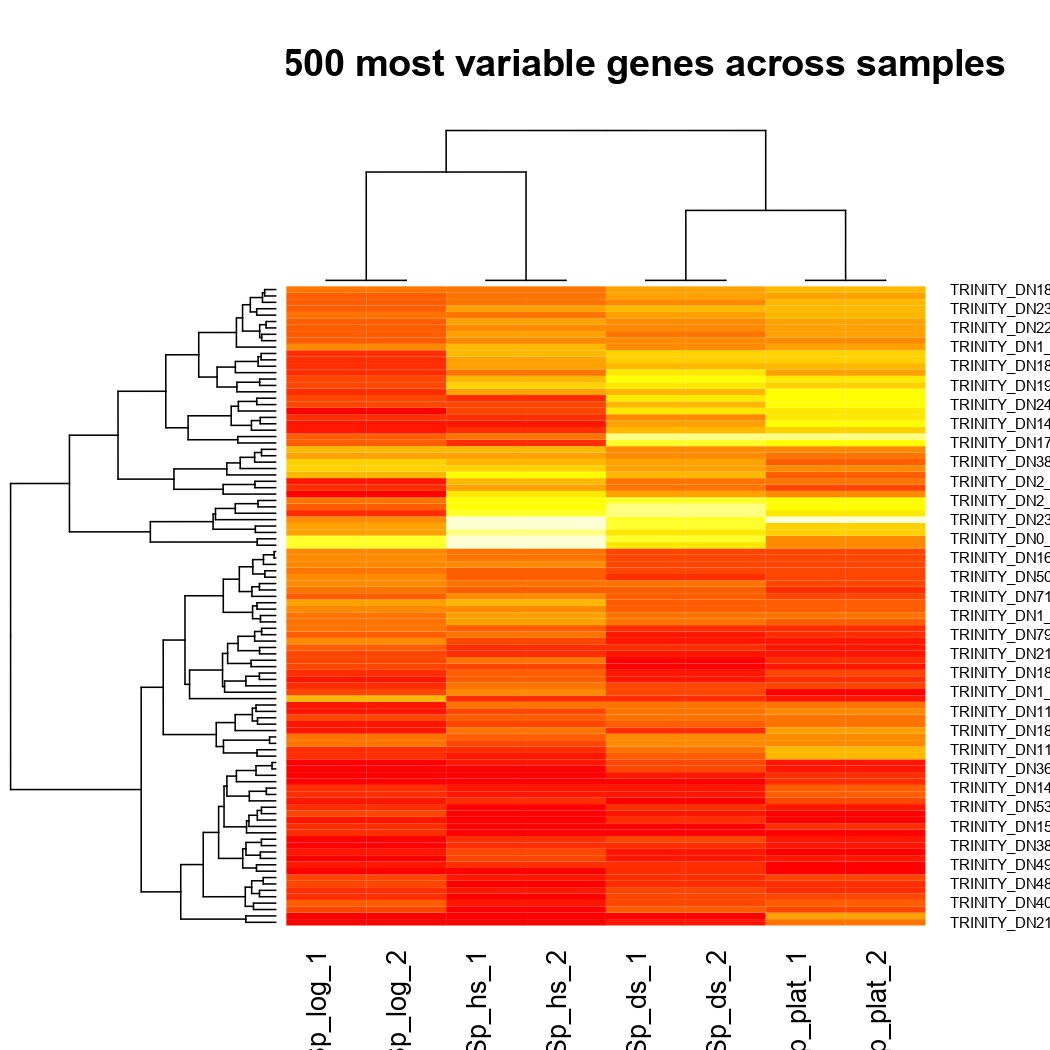 500 most variable genes across samples
TRINITY_DN18
TRINITY_DN23
TRINITY_DN22
TRINITY_DN1_
TRINITY_DN18
TRINITY_DN19
TRINITY_DN24
TRINITY_DN14
TRINITY_DN17
TRINITY_DN38
TRINITY_DN2_
TRINITY_DN2_
TRINITY_DN23
TRINITY_DN0_
TRINITY_DN16
TRINITY_DN50
TRINITY_DN71
TRINITY_DN1_
TRINITY_DN79
TRINITY_DN21
TRINITY_DN18
TRINITY_DN1_
TRINITY_DN11
TRINITY_DN18
TRINITY_DN11
TRINITY_DN36
TRINITY_DN14
TRINITY_DN53
TRINITY_DN15
TRINITY_DN38
TRINITY_DN49
TRINITY_DN48
TRINITY_DN40
TRINITY_DN21
Sp_log_1
Sp_log_2
Sp_hs_1
Sp_hs_2
Sp_ds_1
Sp_ds_2
p_plat_1
p_plat_2